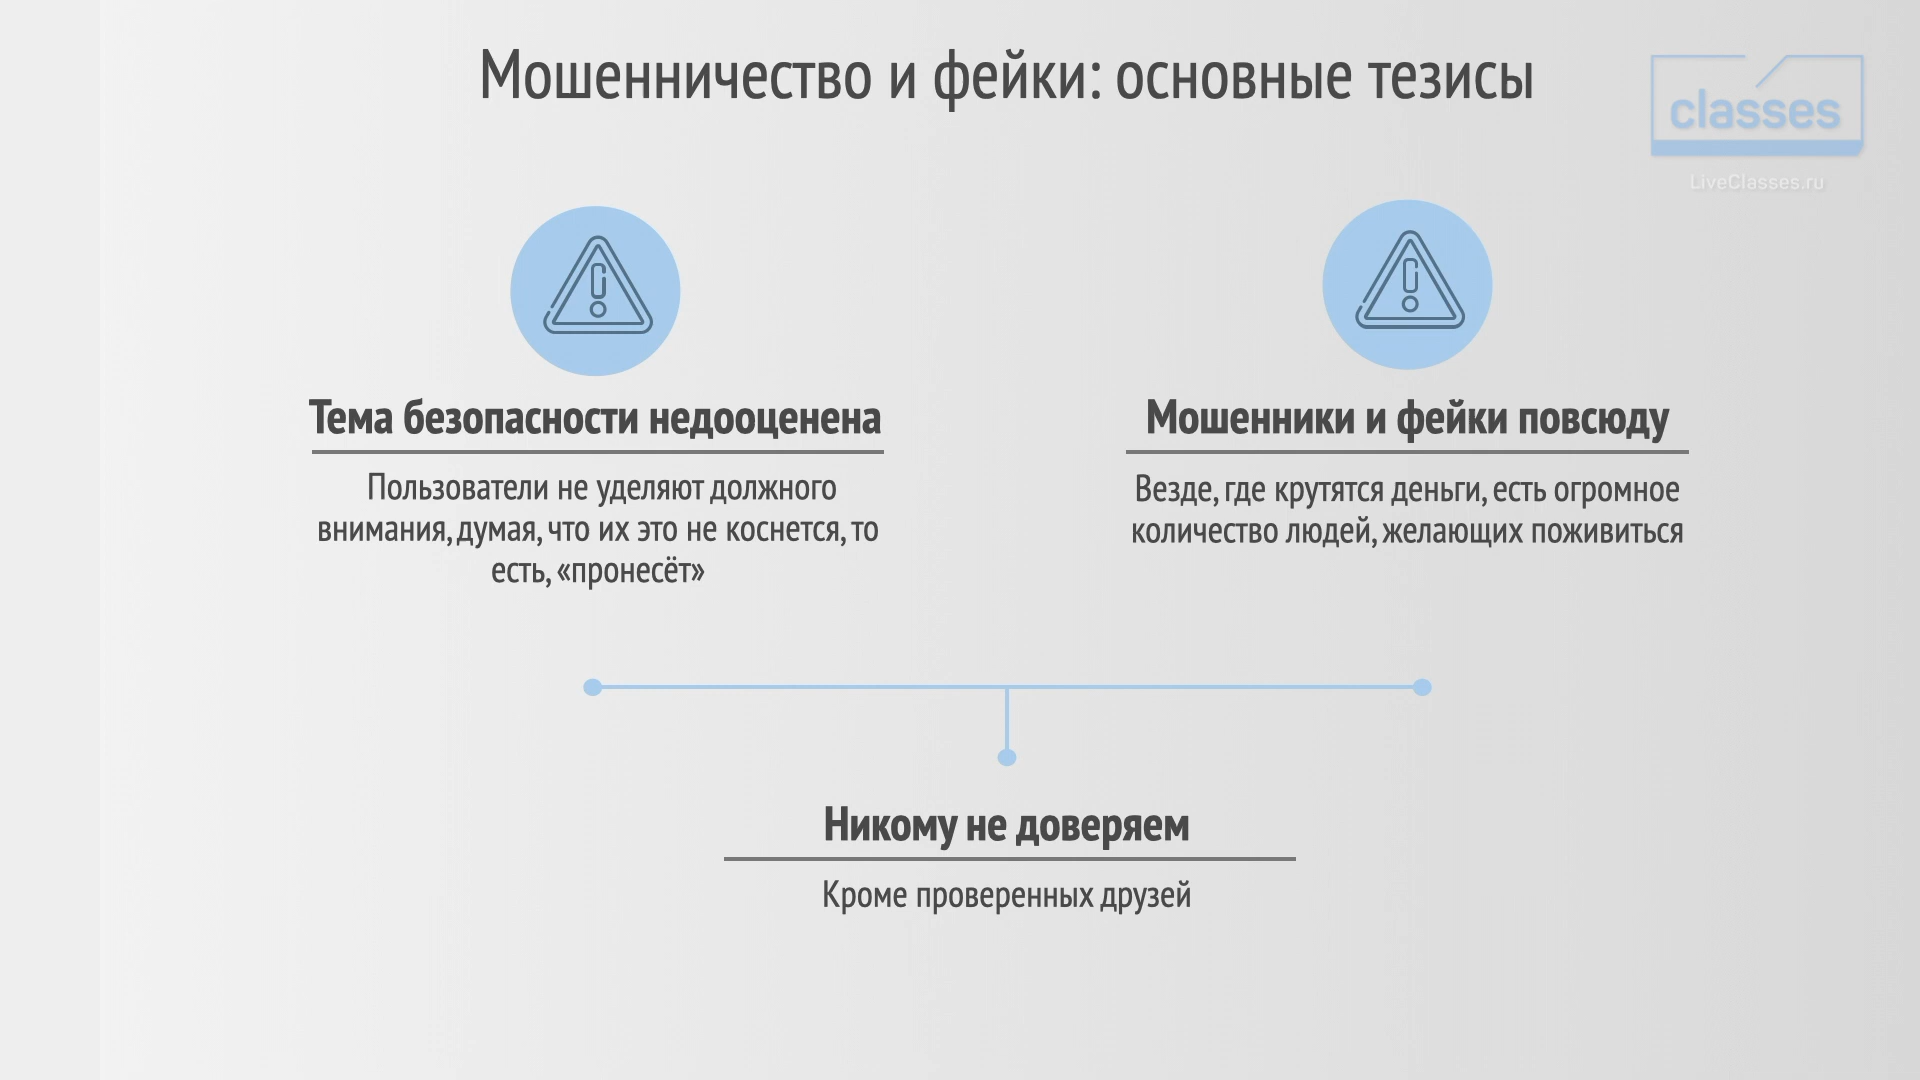 Мошенничество и фейки: основные тезисы
classes
LiveClasses.ru
Тема безопасности недооценена
Пользователи не уделяют должного
внимания, думая, что их это не коснется, то
есть, «пронесёт»
Мошенники и фейки повсюду
Везде, где крутятся деньги, есть огромное
количество людей, желающих поживиться
Никому не доверяем
Кроме проверенных друзей